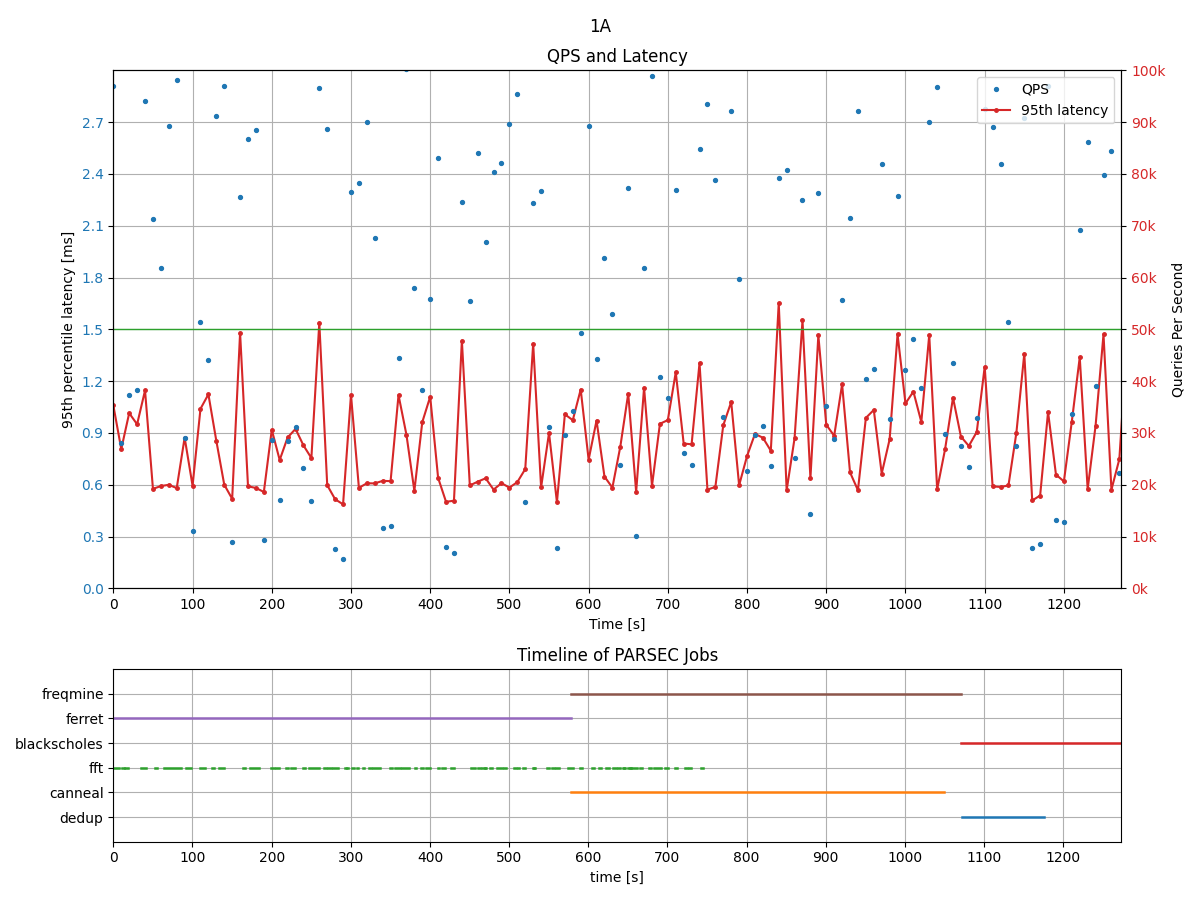 1A
QPS and Latency
QPS
95th latency
95th percentile latency [ms]
2.7
2.4
2.1
1.8
1.5
1.2
0.9
0.6
0.3
0.0
100k
90k
80k
70k
60k
50k
40k
30k
20k
10k
0k
Queries Per Second
0 100 200 300 400 500 600 700 800 900 1000 1100 1200
Time [s]
Timeline of PARSEC Jobs
freqmine
ferret
blackscholes
fft
canneal
dedup
0 100 200 300 400 500 600 700 800 900 1000 1100 1200
time [s]